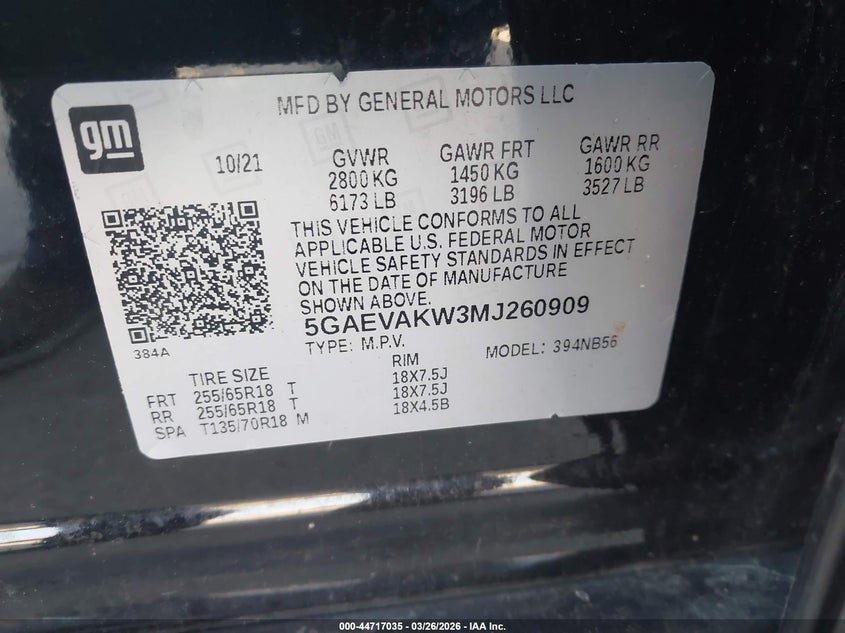 gm
MFD BY GENERAL MOTORS LLC
10/21 GVWR GAWR FRT GAWR RR
2800 KG 1450 KG 1600 KG
6173 LB 3196 LB 3527 LB
THIS VEHICLE CONFORMS TO ALL
APPLICABLE U.S. FEDERAL MOTOR
VEHICLE SAFETY STANDARDS IN EFFECT
ON THE DATE OF MANUFACTURE
SHOWN ABOVE.
5GAEVAKW3MJ260909
384A
TYPE: M.P.V. MODEL: 394NB56
TIRE SIZE RIM
FRT 255/65R18 T 18X7.5J
RR 255/65R18 T 18X7.5J
SPA T135/70R18 M 18X4.5B
000-44717035 - 03/26/2026 - IAA Inc.